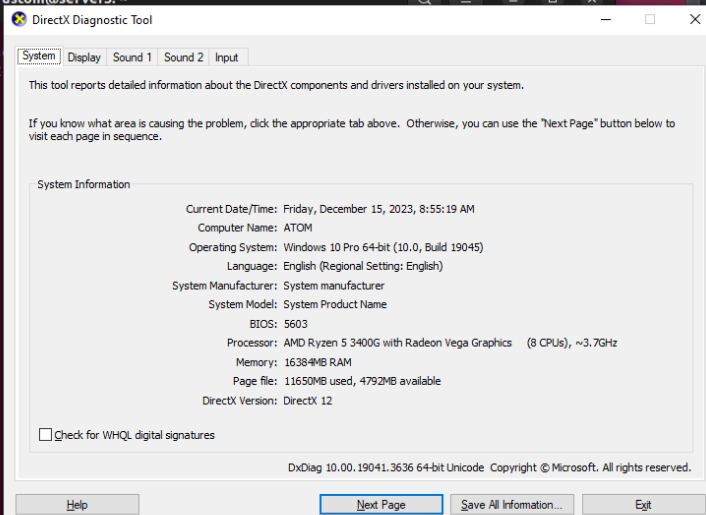 DirectX Diagnostic Tool
System Display Sound 1 Sound 2 Input
This tool reports detailed information about the DirectX components and drivers installed on your system.
If you know what area is causing the problem, click the appropriate tab above. Otherwise, you can use the "Next Page" button below to
visit each page in sequence.
System Information
Current Date/Time: Friday, December 15, 2023, 8:55:19 AM
Computer Name: ATOM
Operating System: Windows 10 Pro 64-bit (10.0, Build 19045)
Language: English (Regional Setting: English)
System Manufacturer: System manufacturer
System Model: System Product Name
BIOS: 5603
Processor: AMD Ryzen 5 3400G with Radeon Vega Graphics (8 CPUs), ~3.7GHz
Memory: 16384MB RAM
Page file: 11650MB used, 4792MB available
DirectX Version: DirectX 12
Check for WHQL digital signatures
DxDiag 10.00.19041.3636 64-bit Unicode Copyright © Microsoft. All rights reserved.
Help Next Page Save All Information... Exit